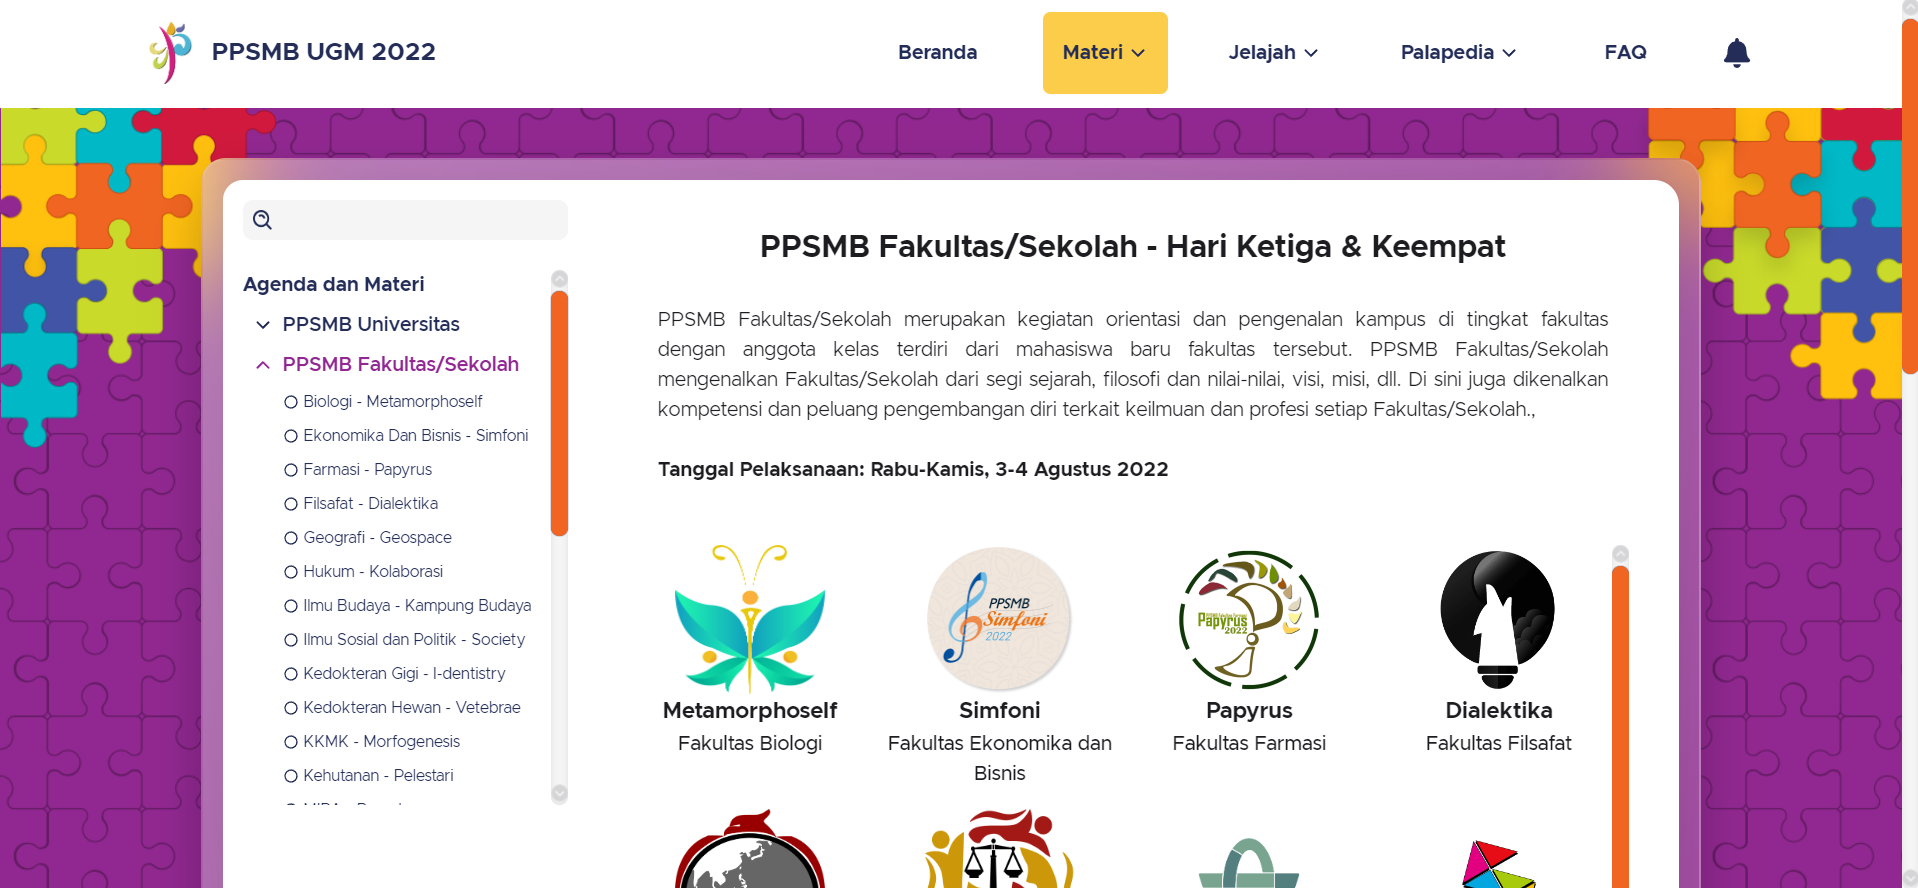 PPSMB UGM 2022
Beranda
Materi
Jelajah
Palapedia
FAQ
Agenda dan Materi
PPSMB Universitas
PPSMB Fakultas/Sekolah
Biologi - Metamorphoself
Ekonomika Dan Bisnis - Simfoni
Farmasi - Papyrus
Filsafat - Dialektika
Geografi - Geospace
Hukum - Kolaborasi
Ilmu Budaya - Kampung Budaya
Ilmu Sosial dan Politik - Society
Kedokteran Gigi - I-dentistry
Kedokteran Hewan - Vetebrae
KKMK - Morfogenesis
Kehutanan - Pelestari
PPSMB Fakultas/Sekolah - Hari Ketiga & Keempat
PPSMB Fakultas/Sekolah merupakan kegiatan orientasi dan pengenalan kampus di tingkat fakultas
dengan anggota kelas terdiri dari mahasiswa baru fakultas tersebut. PPSMB Fakultas/Sekolah
mengenalkan Fakultas/Sekolah dari segi sejarah, filosofi dan nilai-nilai, visi, misi, dll. Di sini juga dikenalkan
kompetensi dan peluang pengembangan diri terkait keilmuan dan profesi setiap Fakultas/Sekolah.,
Tanggal Pelaksanaan: Rabu-Kamis, 3-4 Agustus 2022
PPSMB
Simfoni
2022
Papyrus
2022
Metamorphoself
Fakultas Biologi
Simfoni
Fakultas Ekonomika dan
Bisnis
Papyrus
Fakultas Farmasi
Dialektika
Fakultas Filsafat